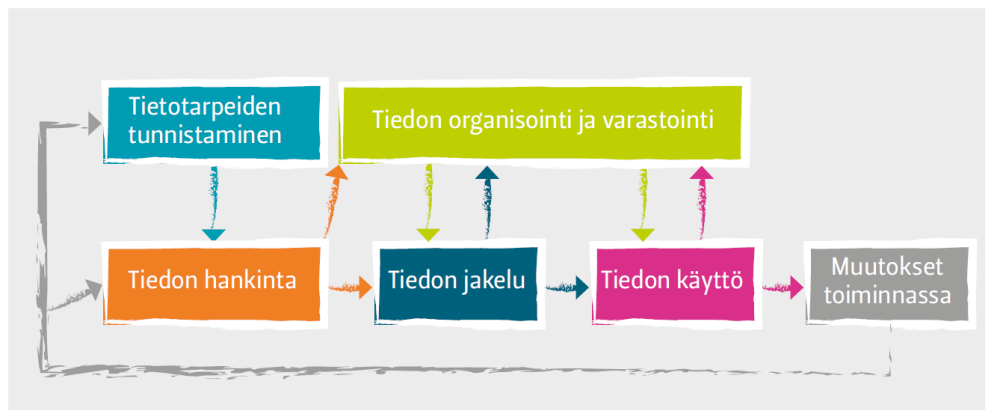 Tietotarpeiden
tunnistaminen
Tiedon organisointi ja varastointi
Tiedon hankinta
Tiedon jakelu
Tiedon käyttö
Muutokset
toiminnassa